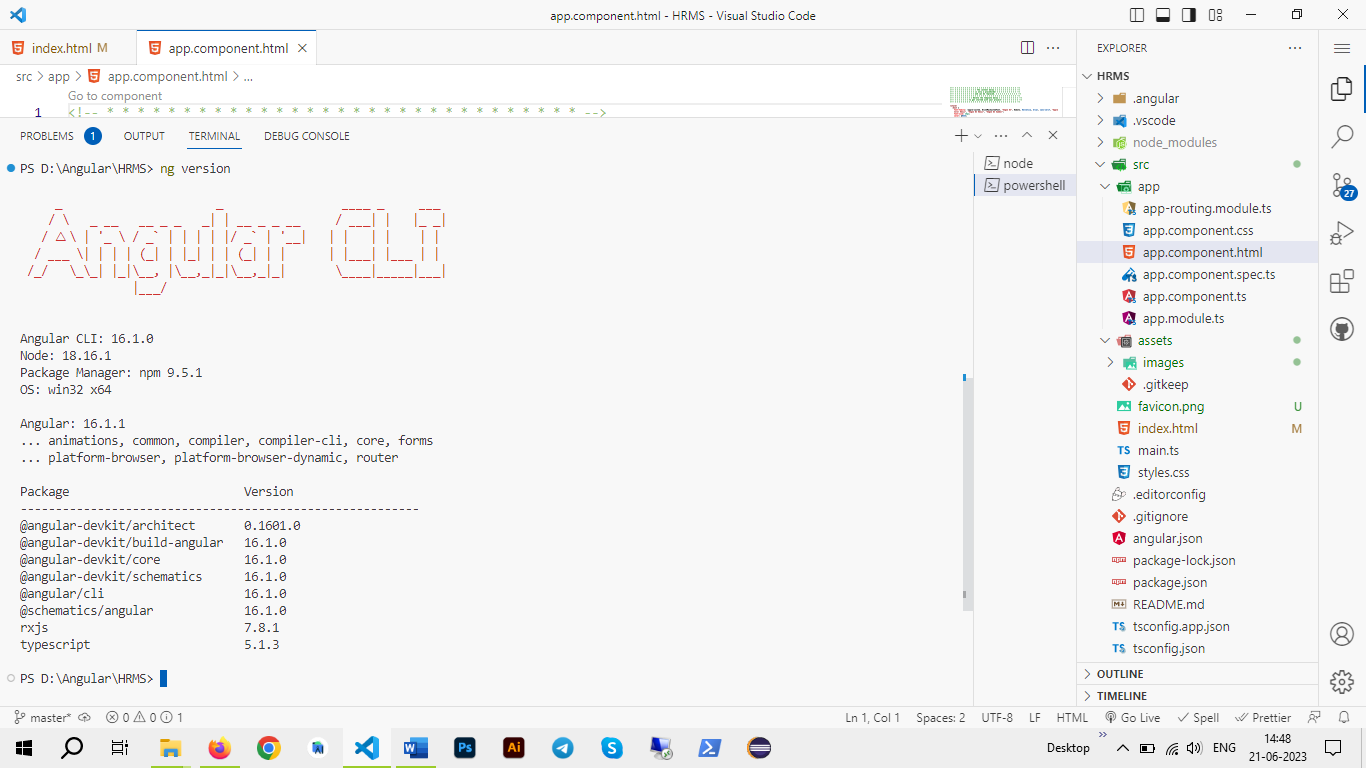 app.component.html - HRMS - Visual Studio Code
index.html M
app.component.html
src > app > app.component.html > ...
Go to component
1 <!-- * * * * * * * * * * * * * * * * * * * * * * * * * * * * * * * -->
PROBLEMS 1 OUTPUT TERMINAL DEBUG CONSOLE
PS D:\Angular\HRMS> ng version
Angular CLI
Angular CLI: 16.1.0
Node: 18.16.1
Package Manager: npm 9.5.1
OS: win32 x64
Angular: 16.1.1
... animations, common, compiler, compiler-cli, core, forms
... platform-browser, platform-browser-dynamic, router
Package Version
---------------------------------------------------------
@angular-devkit/architect 0.1601.0
@angular-devkit/build-angular 16.1.0
@angular-devkit/core 16.1.0
@angular-devkit/schematics 16.1.0
@angular/cli 16.1.0
@schematics/angular 16.1.0
rxjs 7.8.1
typescript 5.1.3
PS D:\Angular\HRMS>
node
powershell
EXPLORER
HRMS
.angular
.vscode
node_modules
src
app
app-routing.module.ts
app.component.css
app.component.html
app.component.spec.ts
app.component.ts
app.module.ts
assets
images
.gitkeep
favicon.png U
index.html M
TS main.ts
styles.css
.editorconfig
.gitignore
angular.json
package-lock.json
package.json
README.md
TS tsconfig.app.json
TS tsconfig.json
OUTLINE
TIMELINE
27
master* 0 0 1
Ln 1, Col 1 Spaces: 2 UTF-8 LF HTML Go Live Spell Prettier
W Ps Ai S
Desktop ENG
14:48
21-06-2023